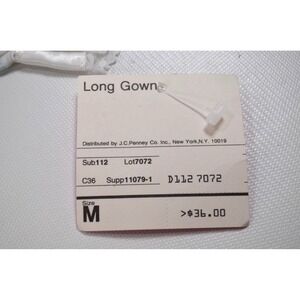 Long Gown
Distributed by J.C.Penney Co. Inc., New York,N.Y. 10019
Sub112 Lot7072
C36 Supp11079-1 D112 7072
Size
M >$36.00